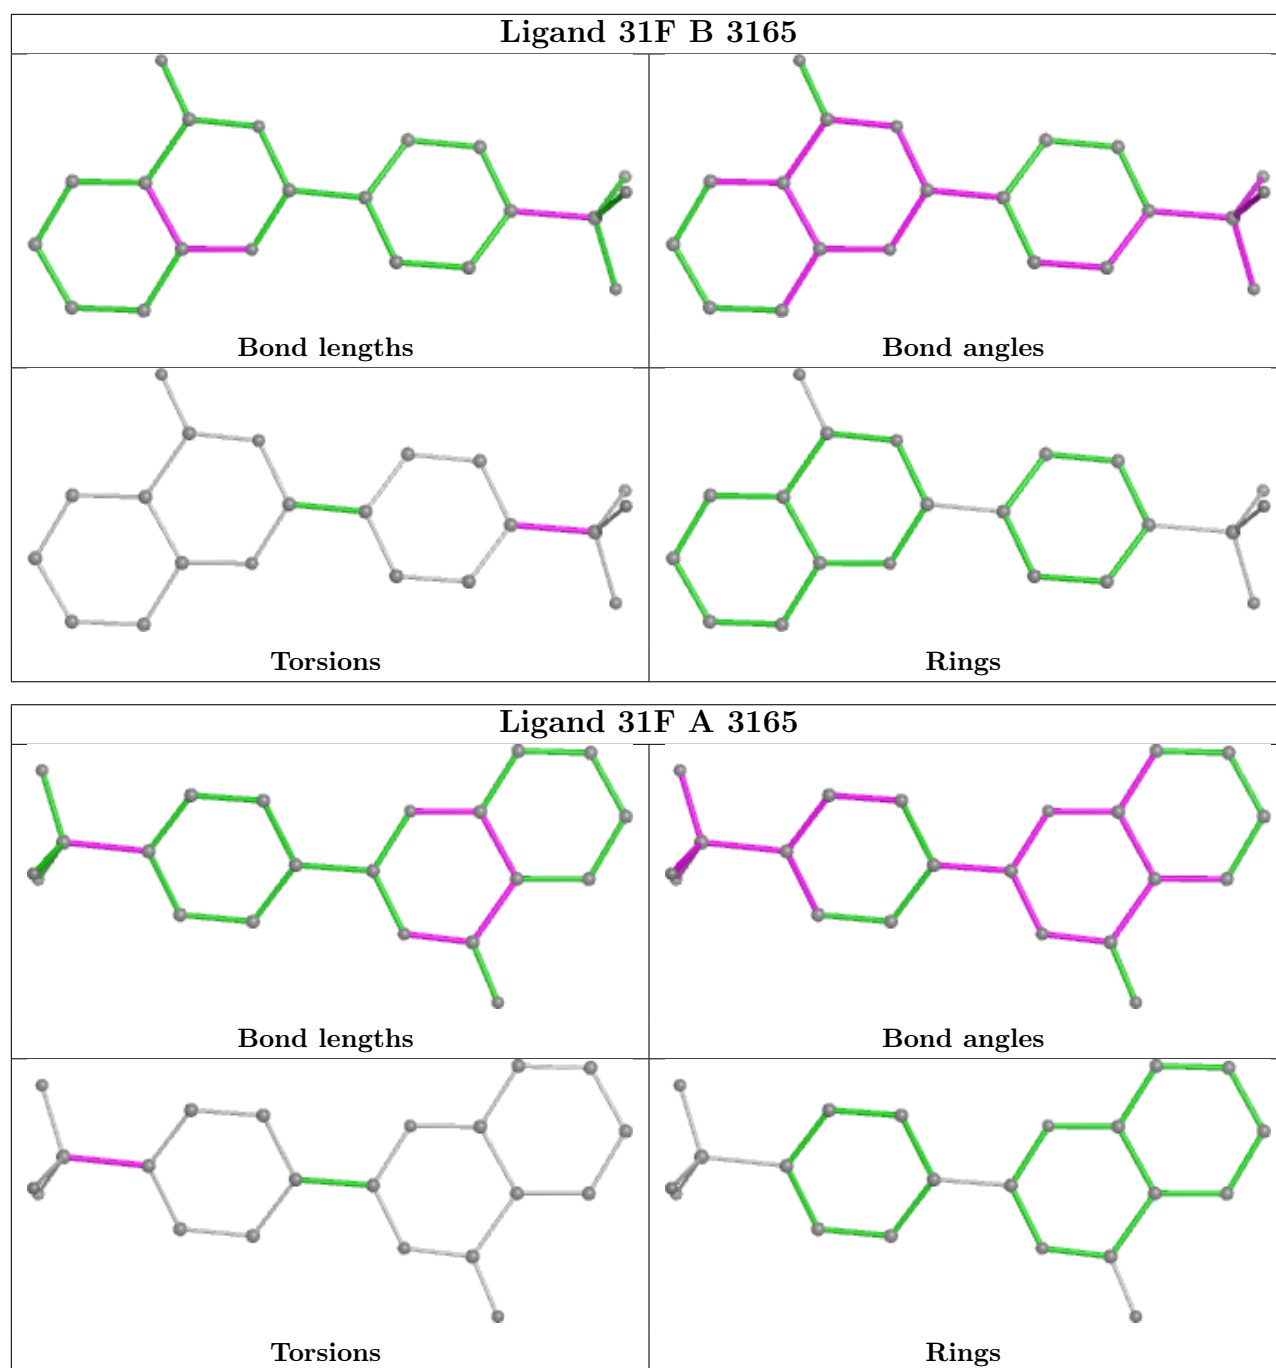 Ligand 31F B 3165
Bond lengths
Bond angles
Torsions
Rings
Ligand 31F A 3165
Bond lengths
Bond angles
Torsions
Rings